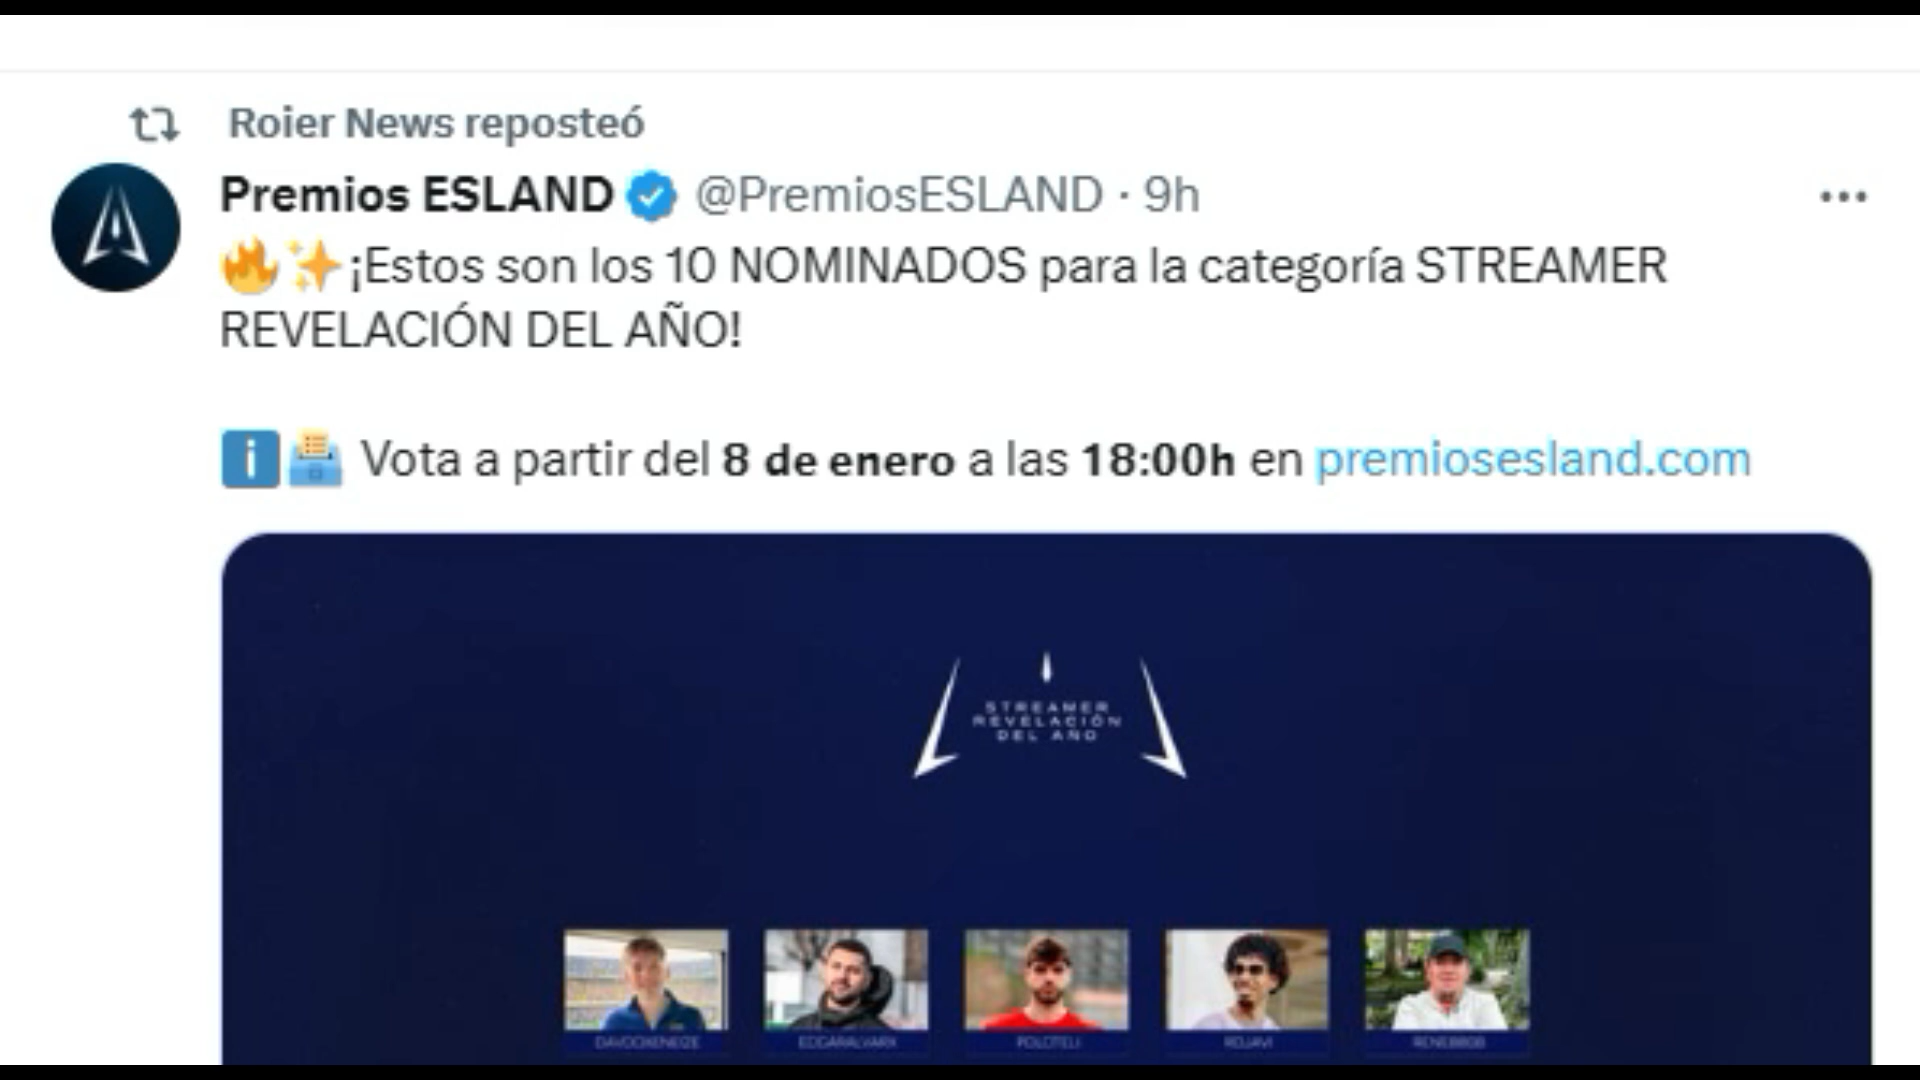 Roier News reposteó
Premios ESLAND @PremiosESLAND · 9h
🔥✨¡Estos son los 10 NOMINADOS para la categoría STREAMER
REVELACIÓN DEL AÑO!
ℹ️🗳️ Vota a partir del 8 de enero a las 18:00h en premiosesland.com
STREAMER
REVELACIÓN
DEL AÑO
DAVOOXENEIZE EDGARALVARX POLOTELI ROJAVI RENEBBOB